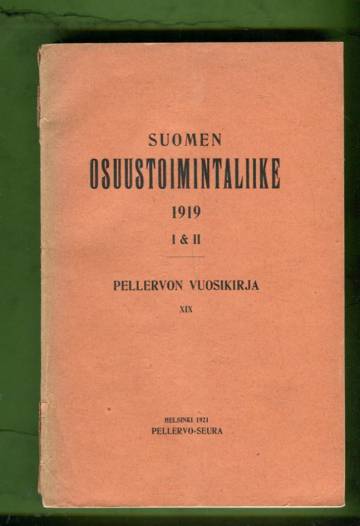 SUOMEN
OSUUSTOIMINTALIIKE
1919
I & II
PELLERVON VUOSIKIRJA
XIX
HELSINKI 1921
PELLERVO-SEURA